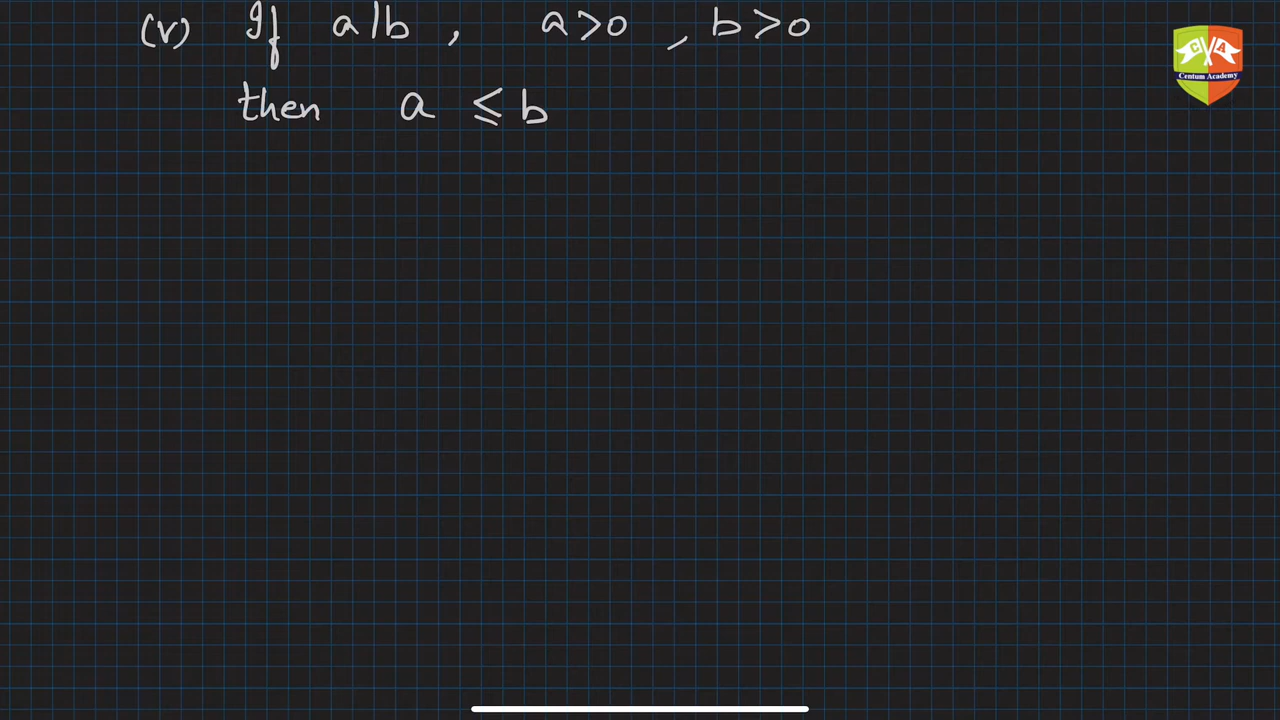 (v) If a|b , a>0 , b>0
then a ≤ b
C A
Centum Academy